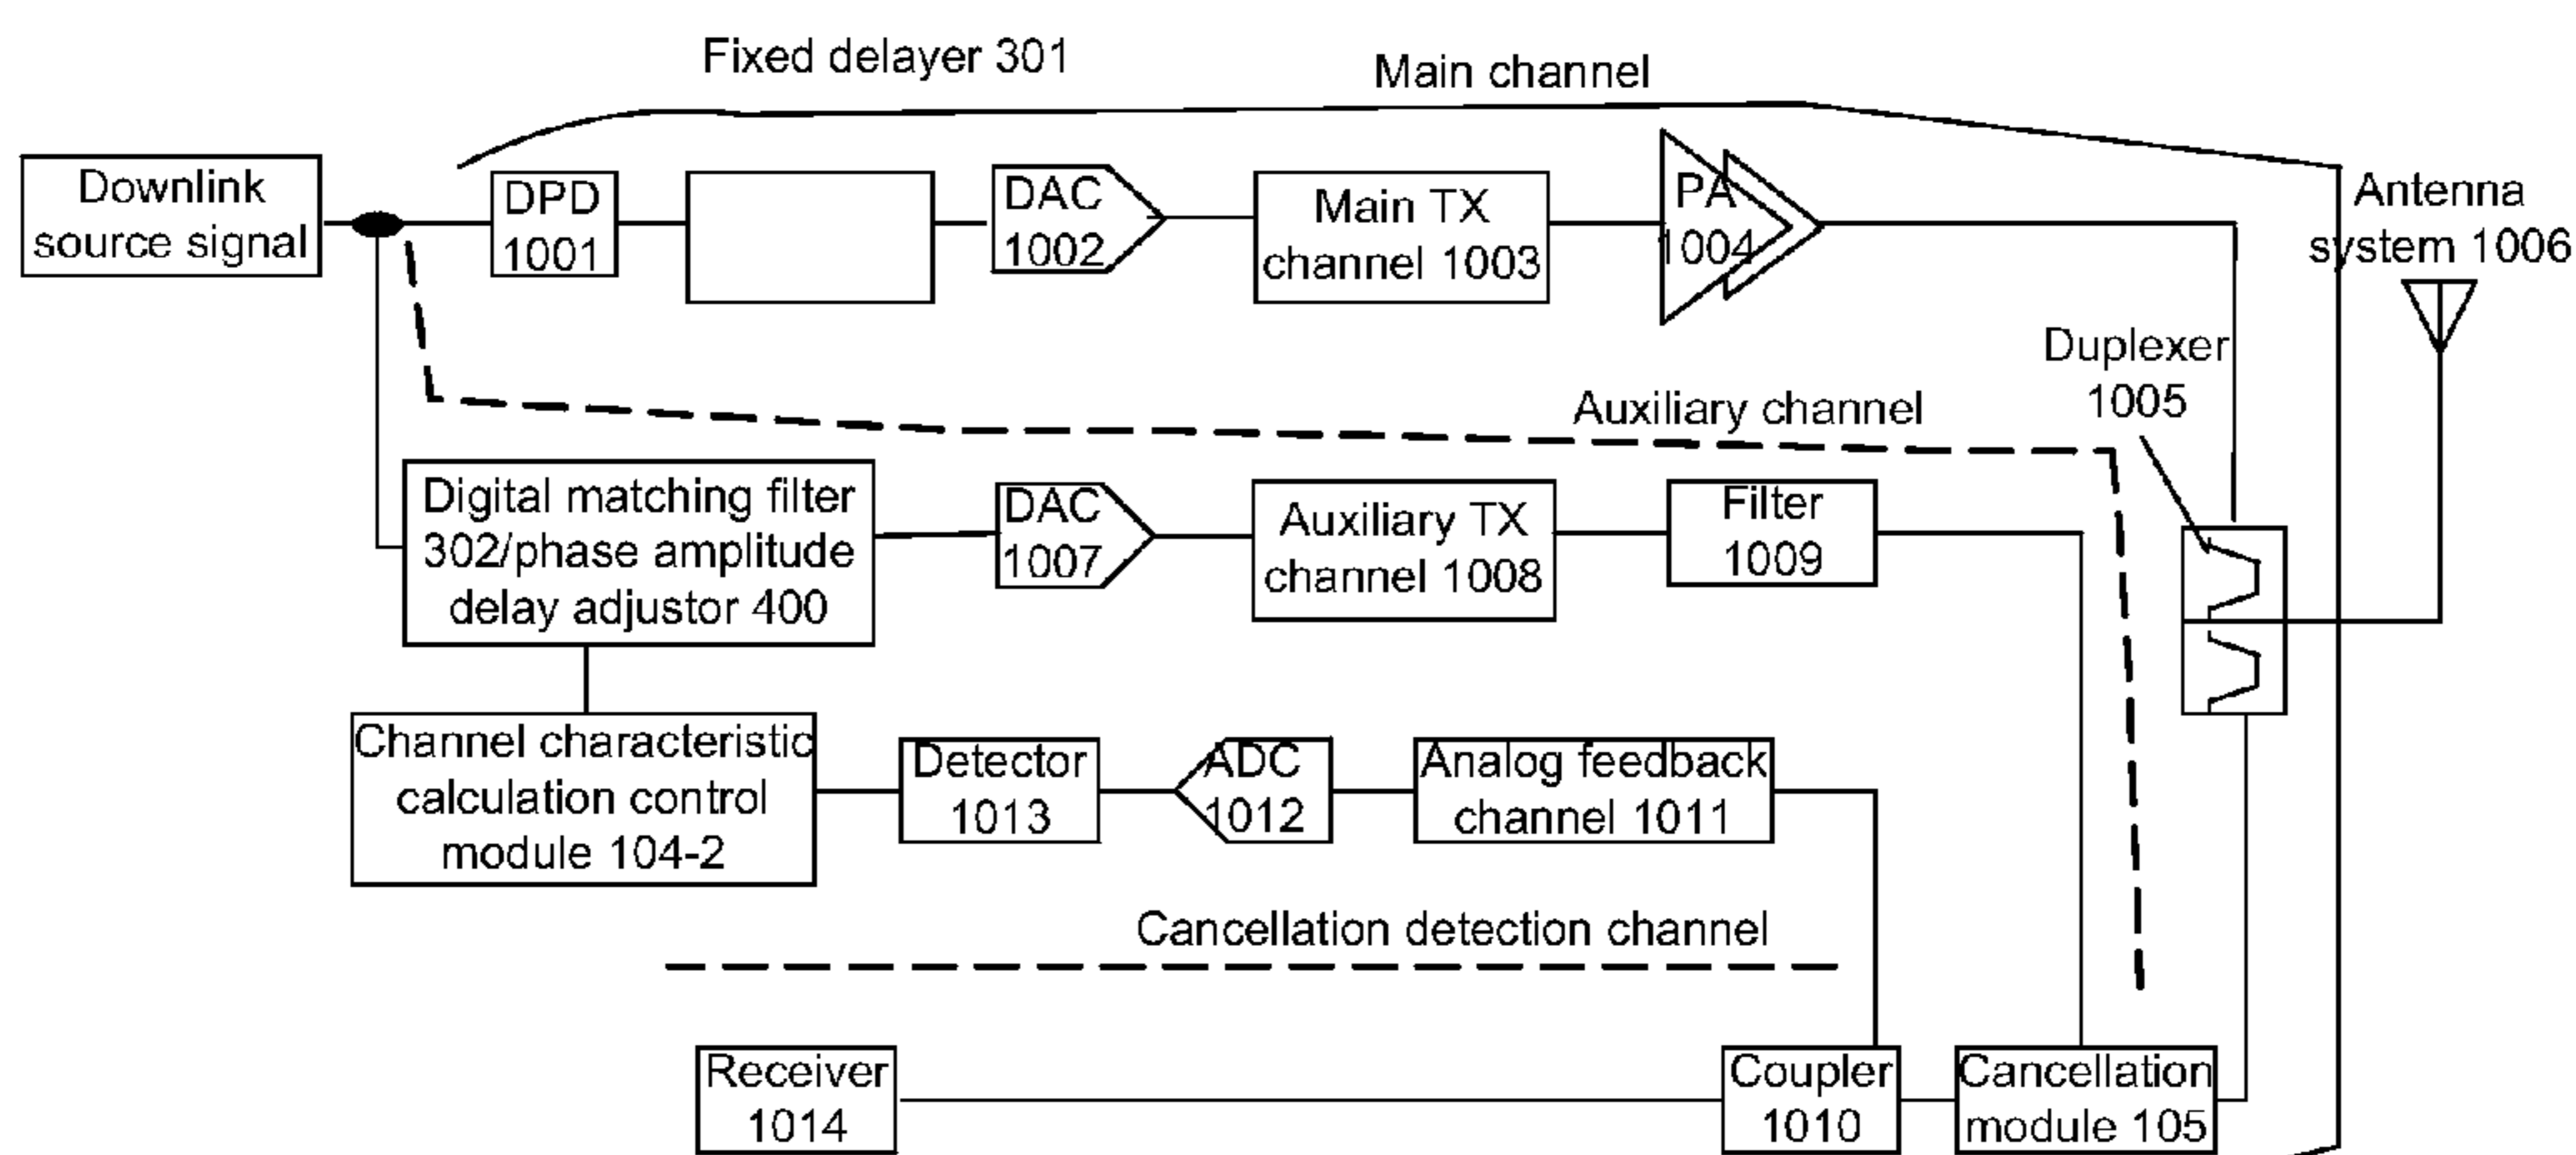 Fixed delayer 301
Main channel
Downlink
source signal
DPD
1001
DAC
1002
Main TX
channel 1003
PA
1004
Antenna
system 1006
Duplexer
1005
Auxiliary channel
Digital matching filter
302/phase amplitude
delay adjustor 400
DAC
1007
Auxiliary TX
channel 1008
Filter
1009
Channel characteristic
calculation control
module 104-2
Detector
1013
ADC
1012
Analog feedback
channel 1011
Cancellation detection channel
Receiver
1014
Coupler
1010
Cancellation
module 105